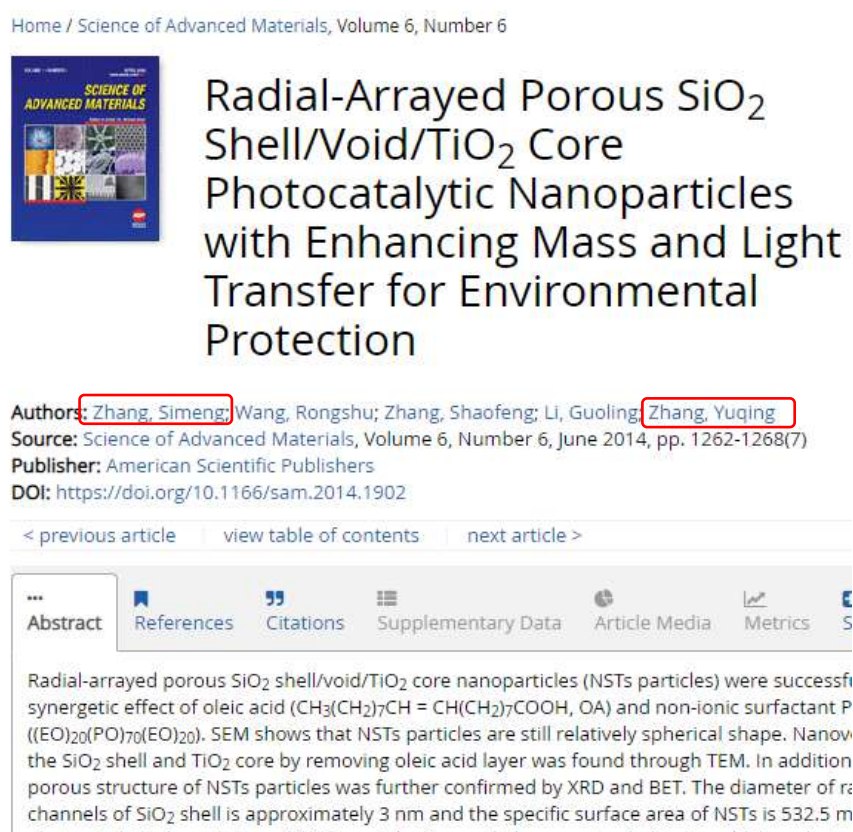 Home / Science of Advanced Materials, Volume 6, Number 6
SCIENCE OF
ADVANCED MATERIALS
Radial-Arrayed Porous SiO2
Shell/Void/TiO2 Core
Photocatalytic Nanoparticles
with Enhancing Mass and Light
Transfer for Environmental
Protection
Authors: Zhang, Simeng; Wang, Rongshu; Zhang, Shaofeng; Li, Guoling; Zhang, Yuqing
Source: Science of Advanced Materials, Volume 6, Number 6, June 2014, pp. 1262-1268(7)
Publisher: American Scientific Publishers
DOI: https://doi.org/10.1166/sam.2014.1902
< previous article view table of contents next article >
Abstract References Citations Supplementary Data Article Media Metrics S
Radial-arrayed porous SiO2 shell/void/TiO2 core nanoparticles (NSTs particles) were successfu
synergetic effect of oleic acid (CH3(CH2)7CH = CH(CH2)7COOH, OA) and non-ionic surfactant P
((EO)20(PO)70(EO)20). SEM shows that NSTs particles are still relatively spherical shape. Nanove
the SiO2 shell and TiO2 core by removing oleic acid layer was found through TEM. In addition
porous structure of NSTs particles was further confirmed by XRD and BET. The diameter of ra
channels of SiO2 shell is approximately 3 nm and the specific surface area of NSTs is 532.5 m